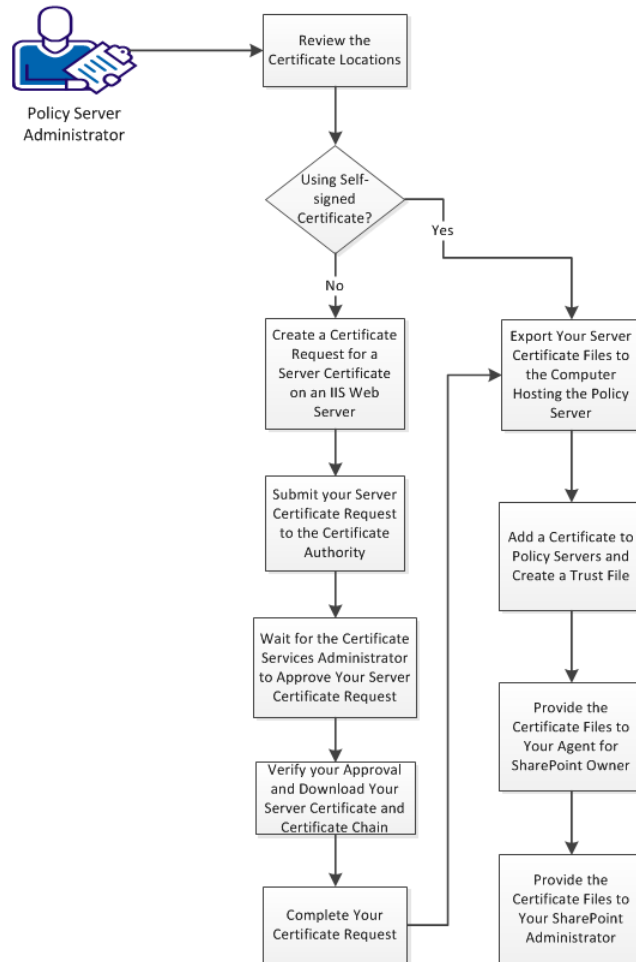 Policy Server
Administrator
Review the
Certificate Locations
Using Self-
signed
Certificate?
Yes
No
Create a Certificate
Request for a
Server Certificate
on an IIS Web
Server
Submit your Server
Certificate Request
to the Certificate
Authority
Wait for the Certificate
Services Administrator
to Approve Your Server
Certificate Request
Verify your Approval
and Download Your
Server Certificate and
Certificate Chain
Complete Your
Certificate Request
Export Your Server
Certificate Files to
the Computer
Hosting the Policy
Server
Add a Certificate to
Policy Servers and
Create a Trust File
Provide the
Certificate Files to
Your Agent for
SharePoint Owner
Provide the
Certificate Files to
Your SharePoint
Administrator